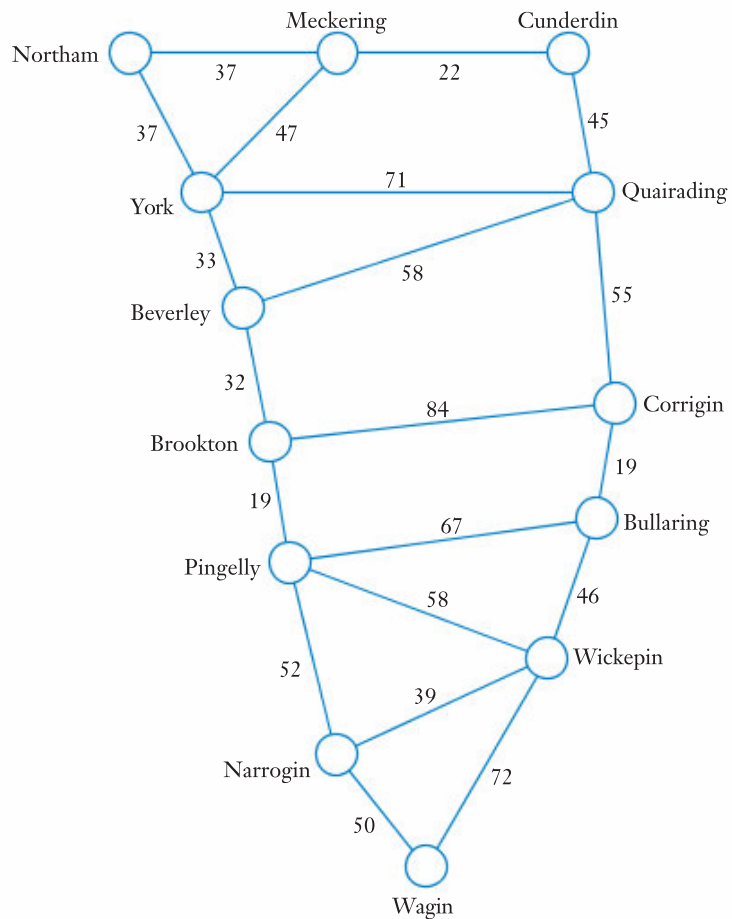 Meckering
Cunderdin
Northam
37
22
37
47
45
71
York
Quairading
33
58
Beverley
55
32
84
Corrigin
Brookton
19
19
67
Bullaring
Pingelly
58
46
Wickepin
52
39
Narrogin
72
50
Wagin